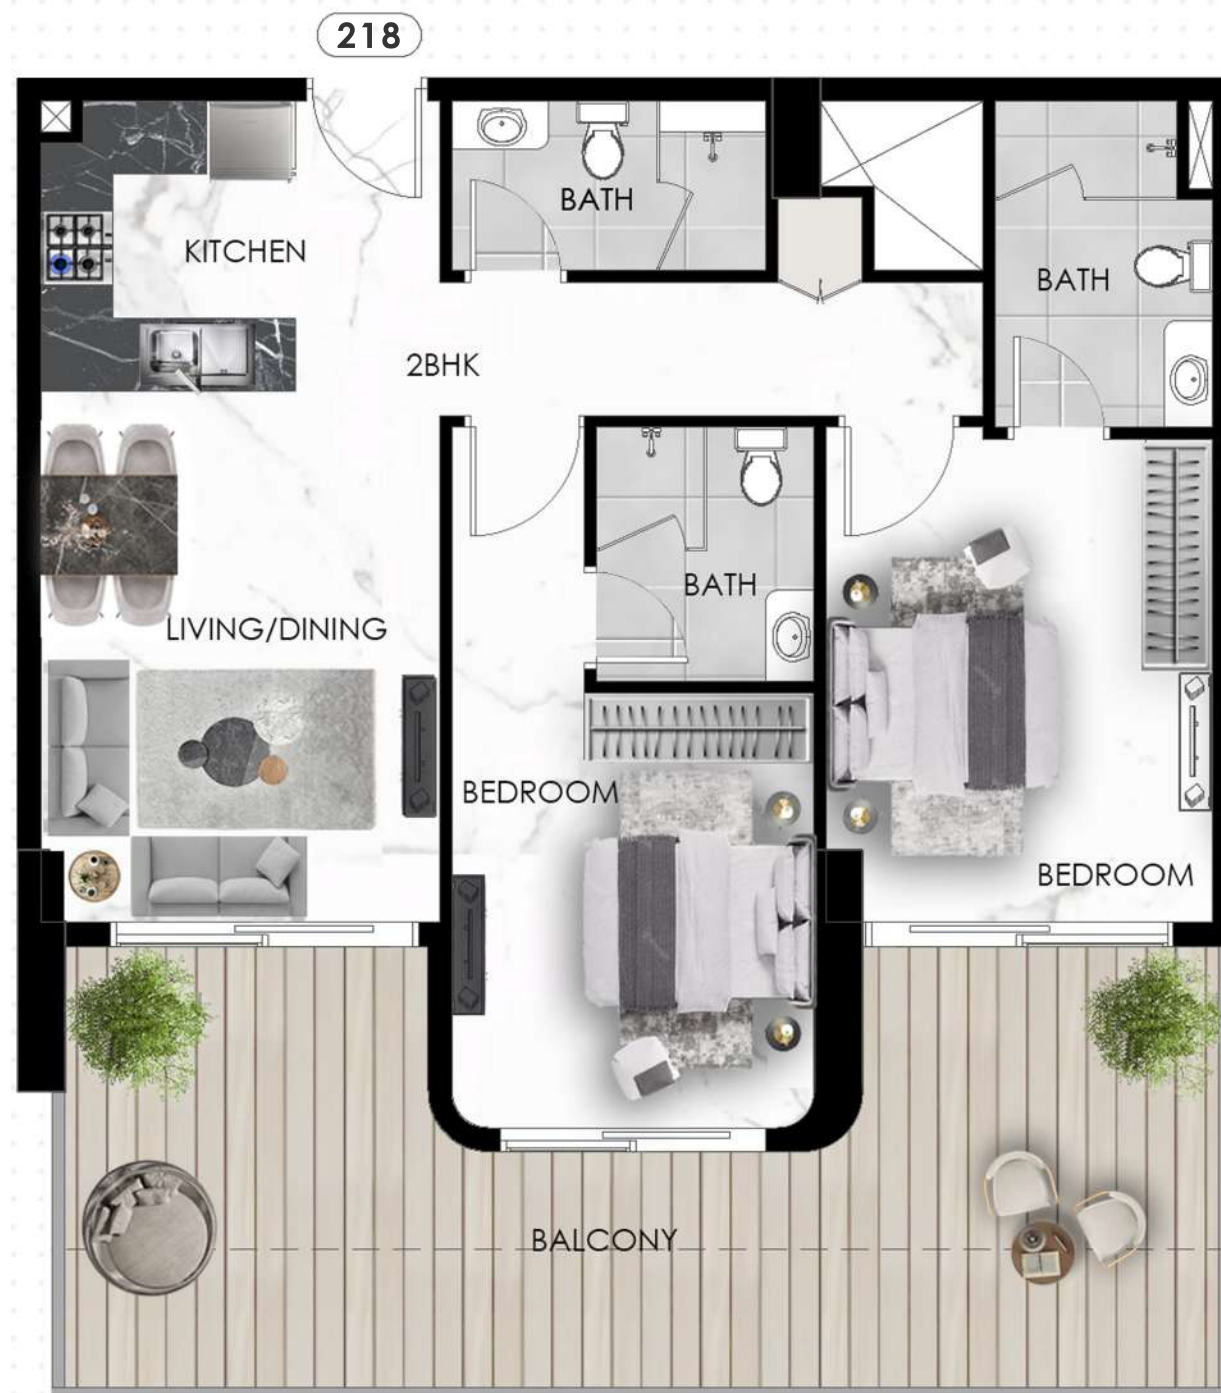 218
BATH
KITCHEN
BATH
2BHK
BATH
LIVING/DINING
BEDROOM
BEDROOM
BALCONY